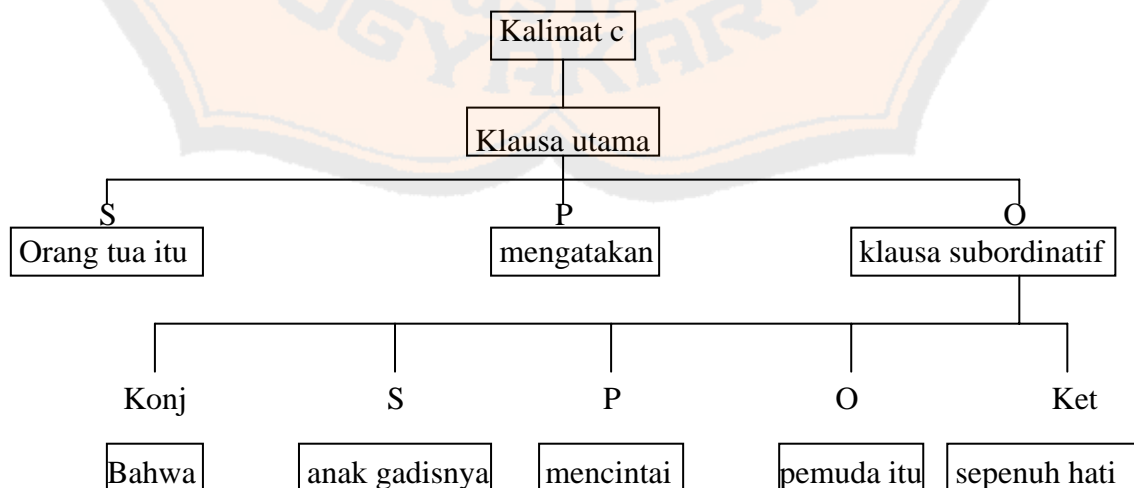 YOGYAKARTA
Kalimat c
Klausa utama
S P O
Orang tua itu mengatakan klausa subordinatif
Konj S P O Ket
Bahwa anak gadisnya mencintai pemuda itu sepenuh hati